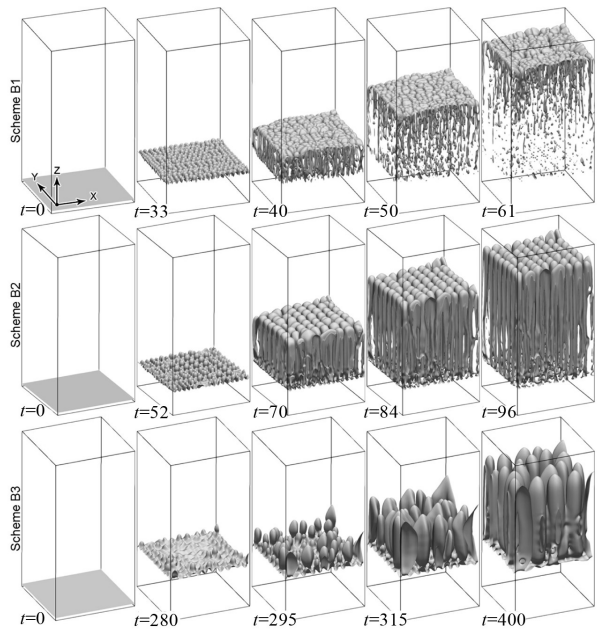 Scheme B1
Z
Y
X
t=0
t=33
t=40
t=50
t=61
Scheme B2
t=0
t=52
t=70
t=84
t=96
Scheme B3
t=0
t=280
t=295
t=315
t=400